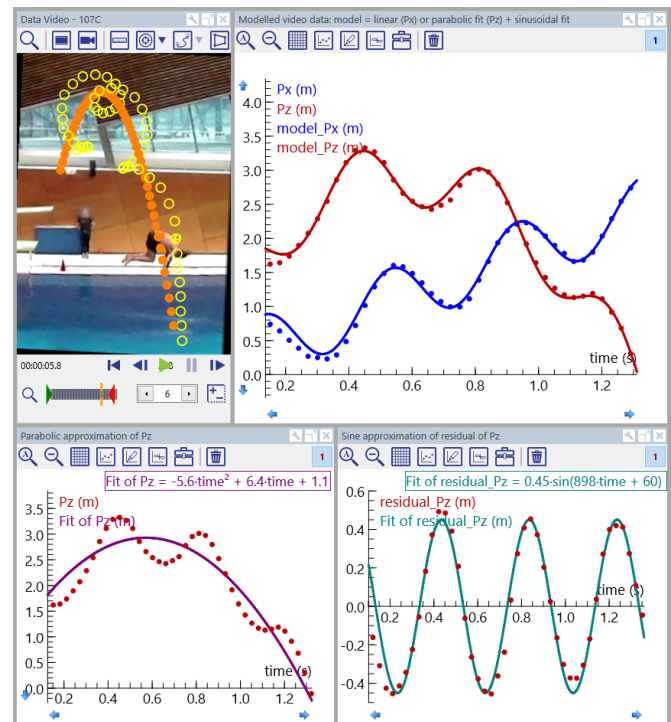 Data Video - 107C
00:00:05.8
6
Modelled video data: model = linear (Px) or parabolic fit (Pz) + sinusoidal fit
1
Px (m)
Pz (m)
model_Px (m)
model_Pz (m)
4.0
3.5
3.0
2.5
2.0
1.5
1.0
0.5
0.0
time (s)
0.2 0.4 0.6 0.8 1.0 1.2
Parabolic approximation of Pz
1
Fit of Pz = -5.6·time² + 6.4·time + 1.1
Pz (m)
Fit of Pz (m)
3.5
3.0
2.5
2.0
1.5
1.0
0.5
0.0
time (s)
0.2 0.4 0.6 0.8 1.0 1.2
Sine approximation of residual of Pz
1
Fit of residual_Pz = 0.45·sin(898·time + 60)
residual_Pz (m)
Fit of residual_Pz (m)
0.6
0.4
0.2
0.0
-0.2
-0.4
time (s)
0.2 0.4 0.6 0.8 1.0 1.2